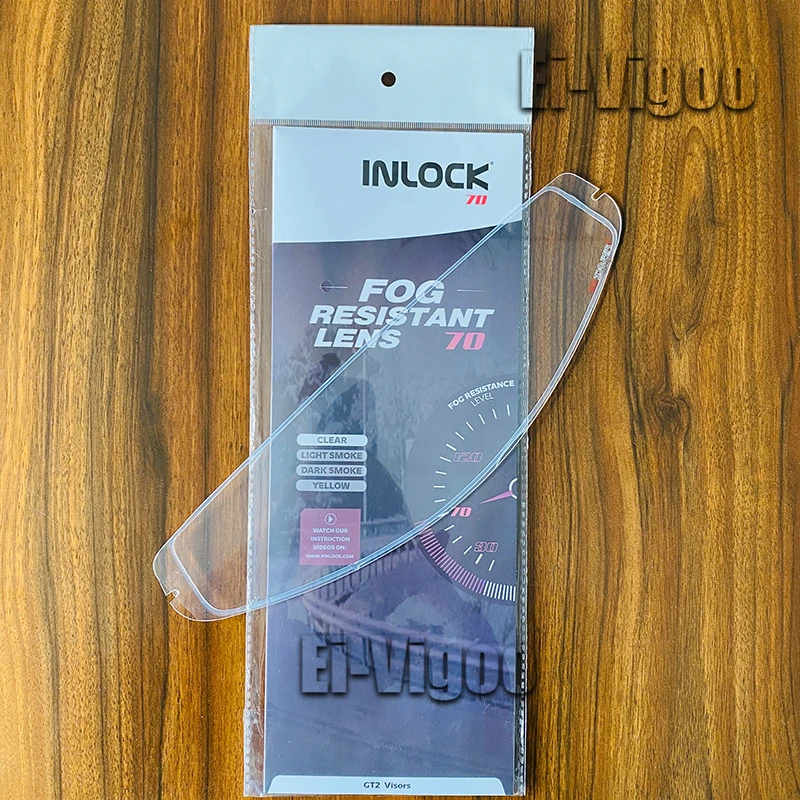 Ei-Vigoo
INLOCK
70
FOG
RESISTANT
LENS 70
FOG RESISTANCE
LEVEL
CLEAR
LIGHT SMOKE
DARK SMOKE
YELLOW
120
70
30
WATCH OUR
INSTRUCTION
VIDEOS ON:
WWW.PINLOCK.COM
Ei-Vigoo
GT2 Visors